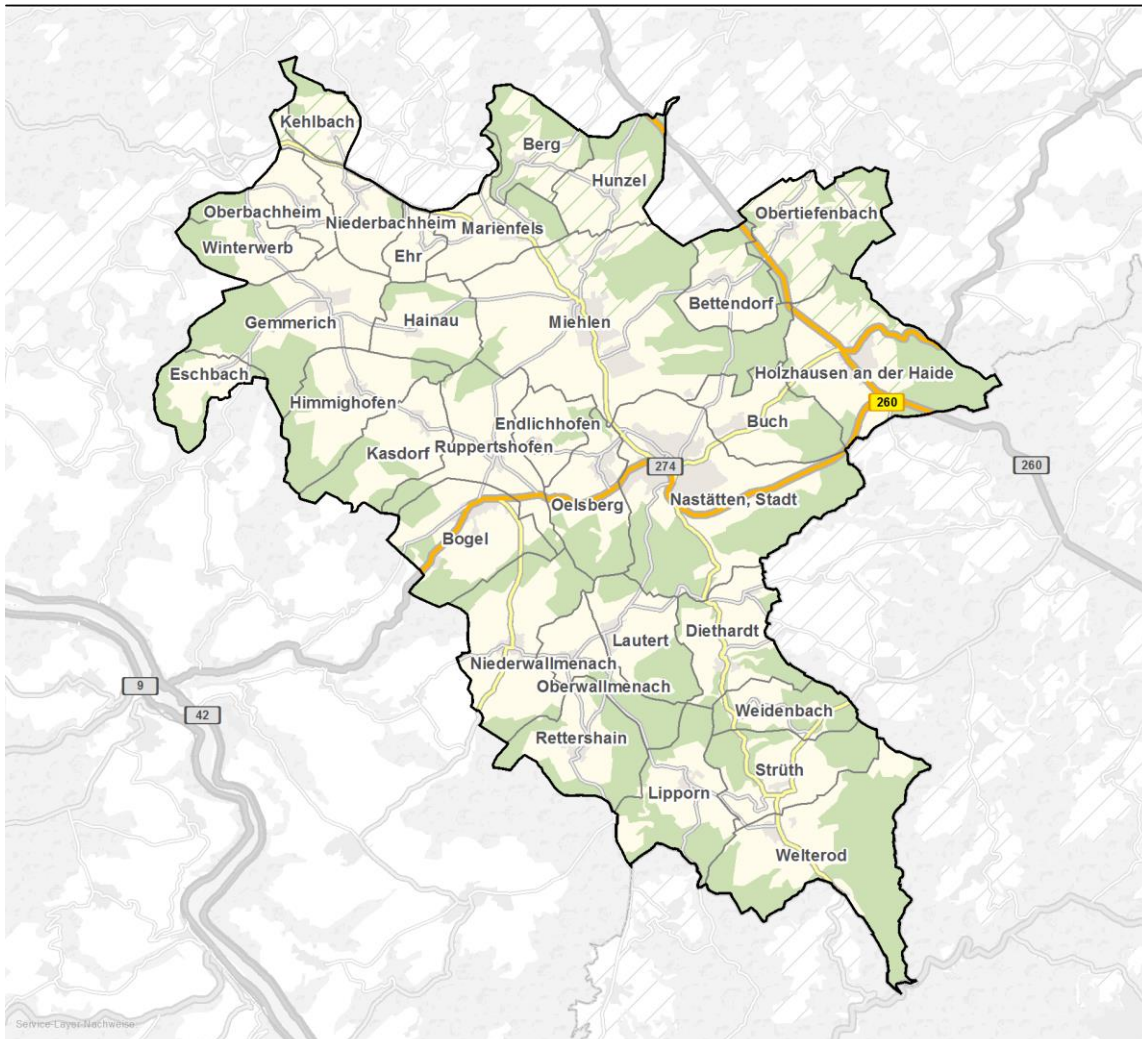 Kehlbach
Berg
Hunzel
Oberbachheim
Niederbachheim
Obertiefenbach
Marienfels
Winterwerb
Ehr
Bettendorf
Gemmerich
Hainau
Miehlen
Eschbach
Holzhausen an der Haide
Himmighofen
260
Endlichhofen
Buch
Kasdorf
Ruppertshofen
274
260
Oelsberg
Nastätten, Stadt
Bogel
Lautert
Diethardt
Niederwallmenach
Oberwallmenach
9
42
Weidenbach
Rettershain
Strüth
Lipporn
Welterod
Service-Layer-Nachweise